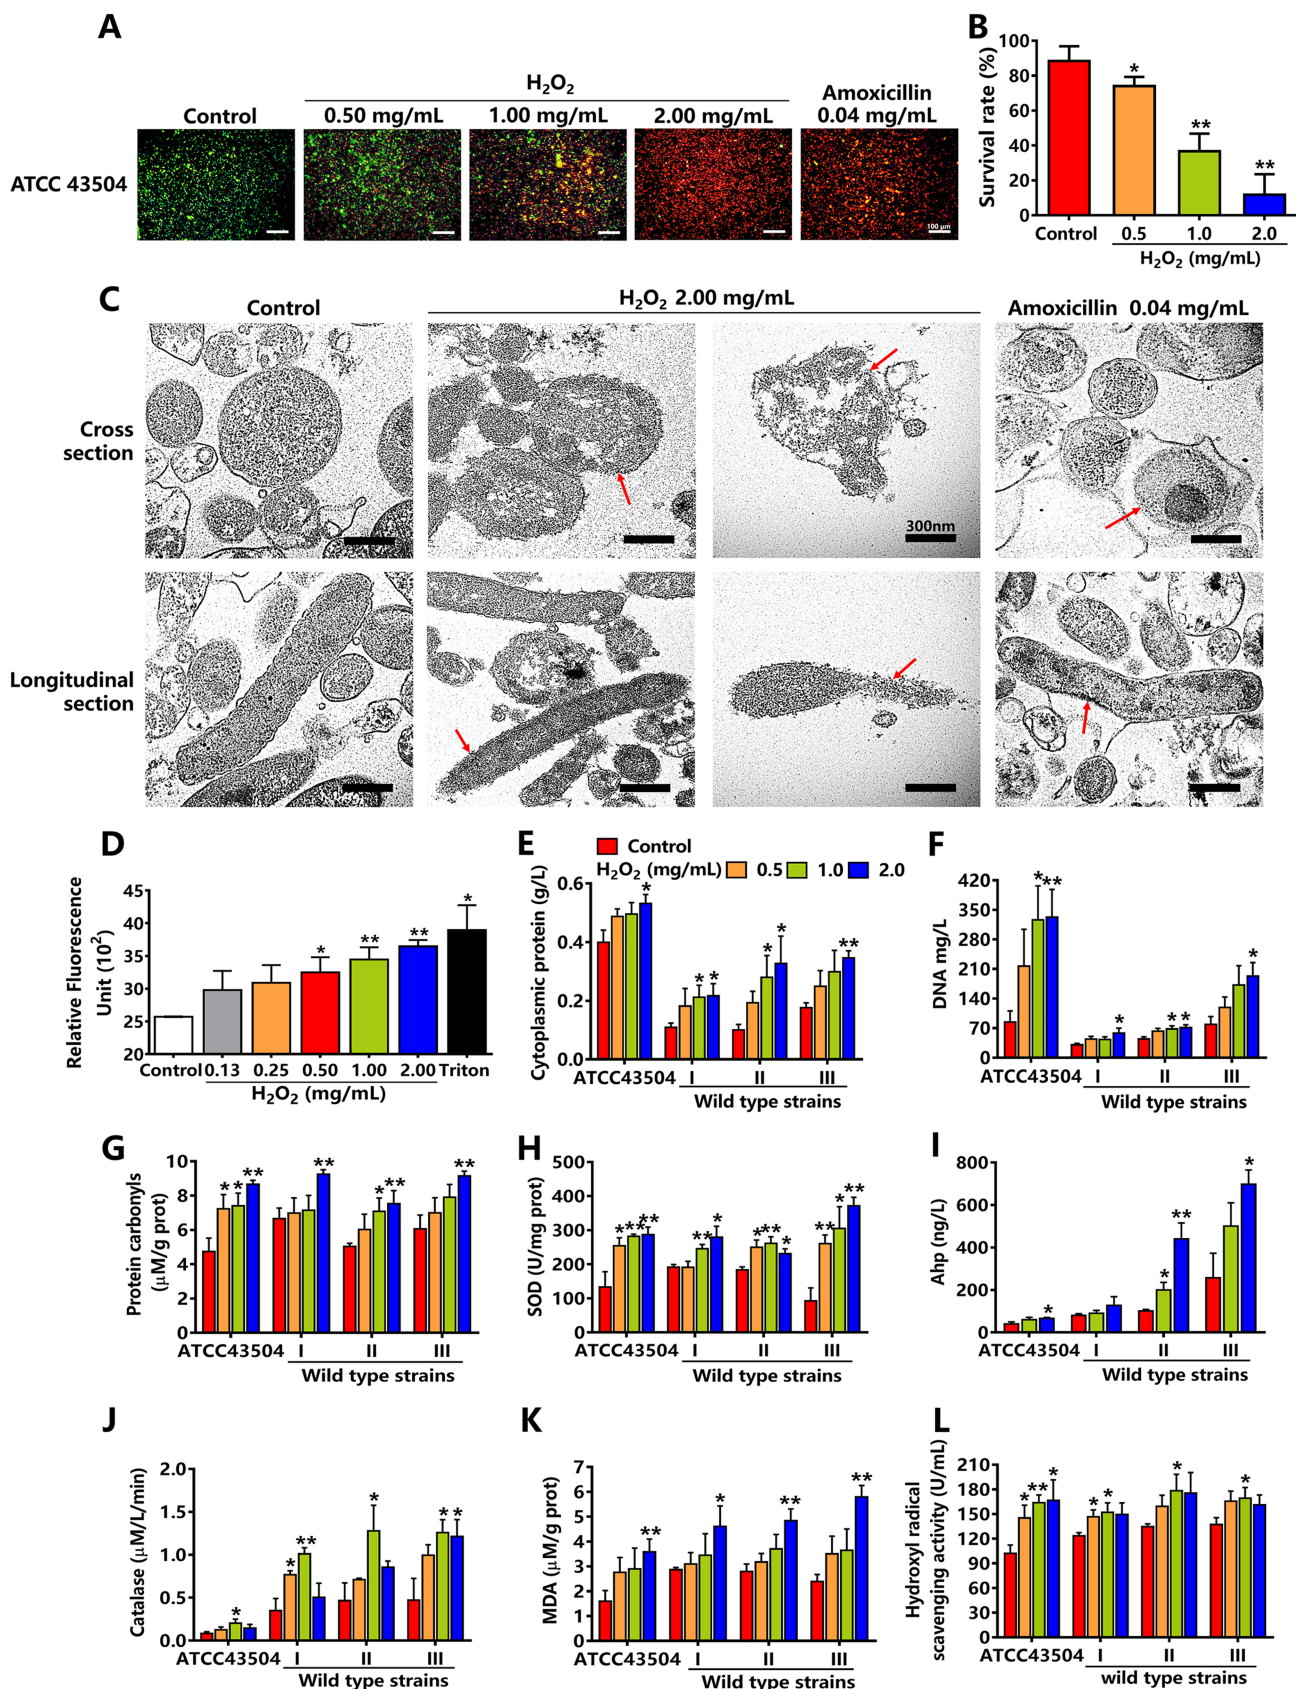 A
H2O2
Control
0.50 mg/mL
1.00 mg/mL
2.00 mg/mL
Amoxicillin
0.04 mg/mL
ATCC 43504
100 μm
B
Survival rate (%)
100
80
60
40
20
0
*
**
**
Control
0.5
1.0
2.0
H2O2 (mg/mL)
C
Control
H2O2 2.00 mg/mL
Amoxicillin 0.04 mg/mL
Cross
section
300nm
Longitudinal
section
D
Relative Fluorescence
Unit (10²)
45
40
35
30
25
20
*
**
**
*
Control
0.13
0.25
0.50
1.00
2.00
Triton
H2O2 (mg/mL)
E
Control
H2O2 (mg/mL)
0.5
1.0
2.0
Cytoplasmic protein (g/L)
0.6
0.4
0.2
0.0
*
* *
* *
**
ATCC43504
I
II
III
Wild type strains
F
DNA mg/L
420
350
280
210
140
70
0
* **
*
* *
*
ATCC43504
I
II
III
Wild type strains
G
Protein carbonyls
(μM/g prot)
10
8
6
4
2
0
* * **
**
* **
**
ATCC43504
I
II
III
Wild type strains
H
SOD (U/mg prot)
500
400
300
200
100
0
* ** **
** *
* ** *
** * **
ATCC43504
I
II
III
Wild type strains
I
Ahp (ng/L)
800
600
400
200
0
*
* **
*
ATCC43504
I
II
III
Wild type strains
J
Catalase (μM/L/min)
2.0
1.5
1.0
0.5
0.0
*
* **
*
* *
ATCC43504
I
II
III
Wild type strains
K
MDA (μM/g prot)
7
6
5
4
3
2
1
0
**
*
**
**
ATCC43504
I
II
III
Wild type strains
L
Hydroxyl radical
scavenging activity (U/mL)
210
180
150
120
90
60
30
0
* ** *
* *
*
*
ATCC43504
I
II
III
wild type strains